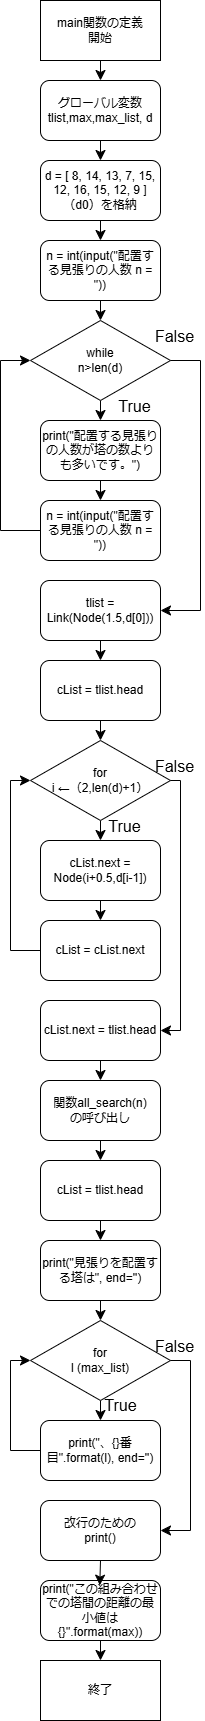 main関数の定義
開始
グローバル変数
tlist,max,max_list, d
d = [ 8, 14, 13, 7, 15,
12, 16, 15, 12, 9 ]
（d0）を格納
n = int(input("配置す
る見張りの人数 n =
"))
while
n>len(d)
False
True
print("配置する見張り
の人数が塔の数より
も多いです。")
n = int(input("配置す
る見張りの人数 n =
"))
tlist =
Link(Node(1.5,d[0]))
cList = tlist.head
for
i ←（2,len(d)+1）
False
True
cList.next =
Node(i+0.5,d[i-1])
cList = cList.next
cList.next = tlist.head
関数all_search(n)
の呼び出し
cList = tlist.head
print("見張りを配置す
る塔は", end='')
for
l (max_list)
False
True
print("、{}番
目".format(l), end='')
改行のための
print()
print("この組み合わせ
での塔間の距離の最
小値は
{}".format(max))
終了